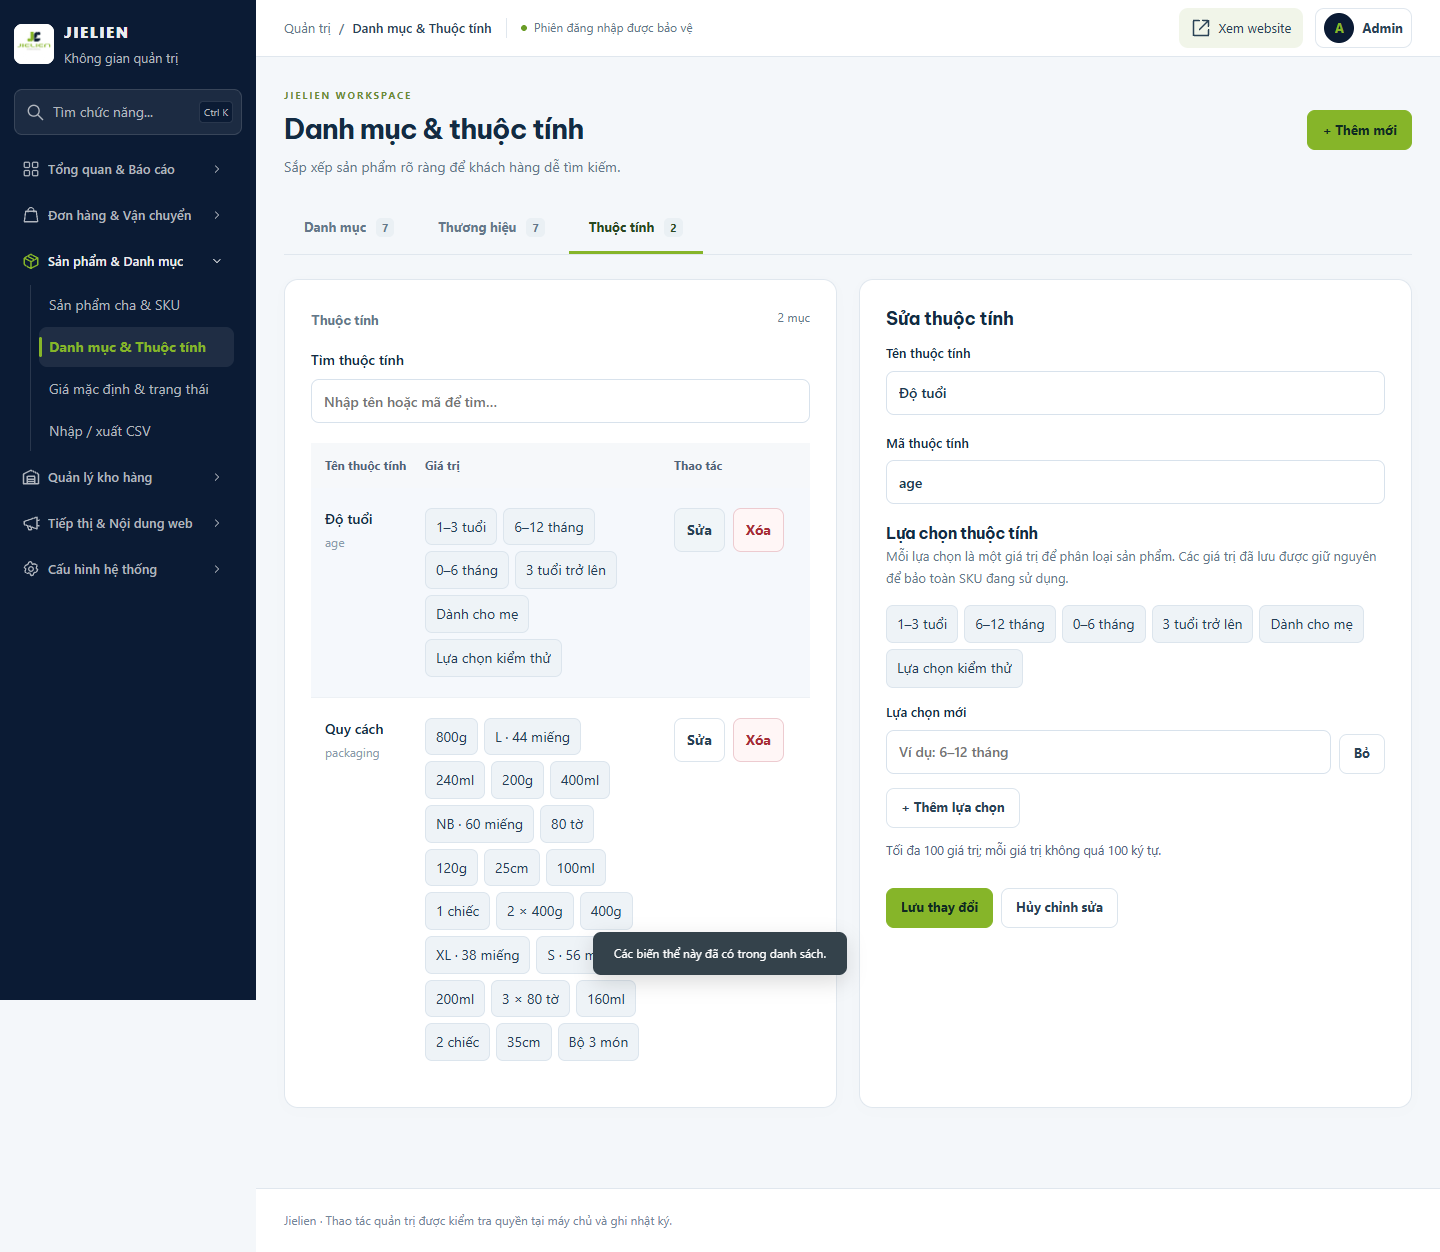 JIELIEN
Không gian quản trị
Tìm chức năng...
Ctrl K
Tổng quan & Báo cáo
Đơn hàng & Vận chuyển
Sản phẩm & Danh mục
Sản phẩm cha & SKU
Danh mục & Thuộc tính
Giá mặc định & trạng thái
Nhập / xuất CSV
Quản lý kho hàng
Tiếp thị & Nội dung web
Cấu hình hệ thống
Quản trị / Danh mục & Thuộc tính
Phiên đăng nhập được bảo vệ
Xem website
A Admin
JIELIEN WORKSPACE
Danh mục & thuộc tính
Sắp xếp sản phẩm rõ ràng để khách hàng dễ tìm kiếm.
+ Thêm mới
Danh mục 7
Thương hiệu 7
Thuộc tính 2
Thuộc tính
2 mục
Tìm thuộc tính
Nhập tên hoặc mã để tìm...
Tên thuộc tính Giá trị Thao tác
Độ tuổi
age
1–3 tuổi 6–12 tháng
0–6 tháng 3 tuổi trở lên
Dành cho mẹ
Lựa chọn kiểm thử
Sửa Xóa
Quy cách
packaging
800g L · 44 miếng
240ml 200g 400ml
NB · 60 miếng 80 tờ
120g 25cm 100ml
1 chiếc 2 × 400g 400g
XL · 38 miếng S · 56 m
200ml 3 × 80 tờ 160ml
2 chiếc 35cm Bộ 3 món
Sửa Xóa
Các biến thể này đã có trong danh sách.
Sửa thuộc tính
Tên thuộc tính
Độ tuổi
Mã thuộc tính
age
Lựa chọn thuộc tính
Mỗi lựa chọn là một giá trị để phân loại sản phẩm. Các giá trị đã lưu được giữ nguyên
để bảo toàn SKU đang sử dụng.
1–3 tuổi 6–12 tháng 0–6 tháng 3 tuổi trở lên Dành cho mẹ
Lựa chọn kiểm thử
Lựa chọn mới
Ví dụ: 6–12 tháng
Bỏ
+ Thêm lựa chọn
Tối đa 100 giá trị; mỗi giá trị không quá 100 ký tự.
Lưu thay đổi Hủy chỉnh sửa
Jielien · Thao tác quản trị được kiểm tra quyền tại máy chủ và ghi nhật ký.